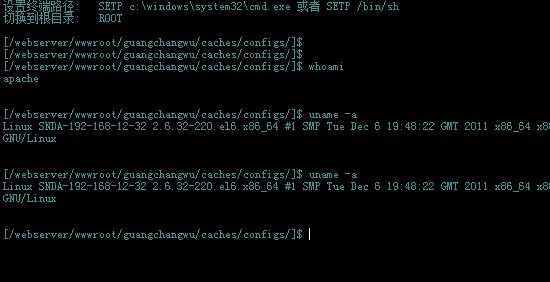 设置终端路径:   SETP c:\windows\system32\cmd.exe 或者 SETP /bin/sh
切换到根目录:   ROOT
[/webserver/wwwroot/guangchangwu/caches/configs/]$
[/webserver/wwwroot/guangchangwu/caches/configs/]$
[/webserver/wwwroot/guangchangwu/caches/configs/]$ whoami
apache
[/webserver/wwwroot/guangchangwu/caches/configs/]$ uname -a
Linux SNDA-192-168-12-32 2.6.32-220.el6.x86_64 #1 SMP Tue Dec 6 19:48:22 GMT 2011 x86_64 x
GNU/Linux
[/webserver/wwwroot/guangchangwu/caches/configs/]$ uname -a
Linux SNDA-192-168-12-32 2.6.32-220.el6.x86_64 #1 SMP Tue Dec 6 19:48:22 GMT 2011 x86_64 x
GNU/Linux
[/webserver/wwwroot/guangchangwu/caches/configs/]$